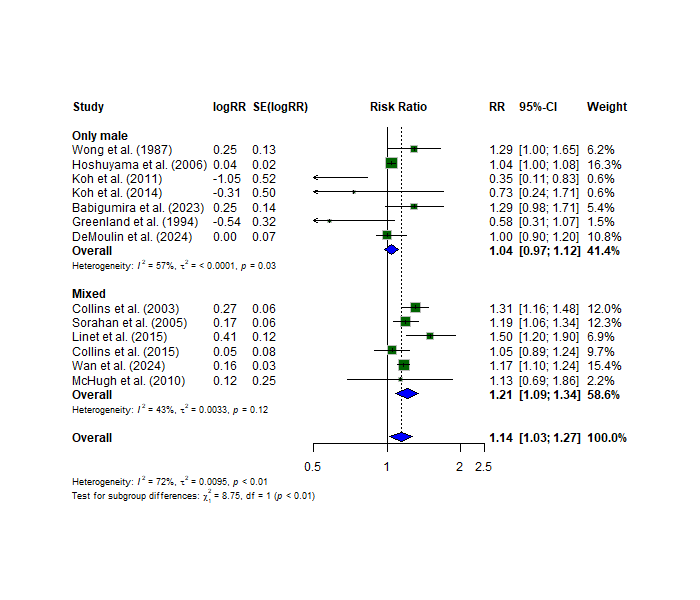 Study logRR SE(logRR) Risk Ratio RR 95%-CI Weight
Only male
Wong et al. (1987) 0.25 0.13 1.29 [1.00; 1.65] 6.2%
Hoshuyama et al. (2006) 0.04 0.02 1.04 [1.00; 1.08] 16.3%
Koh et al. (2011) -1.05 0.52 0.35 [0.11; 0.83] 0.6%
Koh et al. (2014) -0.31 0.50 0.73 [0.24; 1.71] 0.6%
Babigumira et al. (2023) 0.25 0.14 1.29 [0.98; 1.71] 5.4%
Greenland et al. (1994) -0.54 0.32 0.58 [0.31; 1.07] 1.5%
DeMoulin et al. (2024) 0.00 0.07 1.00 [0.90; 1.20] 10.8%
Overall 1.04 [0.97; 1.12] 41.4%
Heterogeneity: I² = 57%, τ² = < 0.0001, p = 0.03
Mixed
Collins et al. (2003) 0.27 0.06 1.31 [1.16; 1.48] 12.0%
Sorahan et al. (2005) 0.17 0.06 1.19 [1.06; 1.34] 12.3%
Linet et al. (2015) 0.41 0.12 1.50 [1.20; 1.90] 6.9%
Collins et al. (2015) 0.05 0.08 1.05 [0.89; 1.24] 9.7%
Wan et al. (2024) 0.16 0.03 1.17 [1.10; 1.24] 15.4%
McHugh et al. (2010) 0.12 0.25 1.13 [0.69; 1.86] 2.2%
Overall 1.21 [1.09; 1.34] 58.6%
Heterogeneity: I² = 43%, τ² = 0.0033, p = 0.12
Overall 1.14 [1.03; 1.27] 100.0%
0.5 1 2 2.5
Heterogeneity: I² = 72%, τ² = 0.0095, p < 0.01
Test for subgroup differences: χ²₁ = 8.75, df = 1 (p < 0.01)